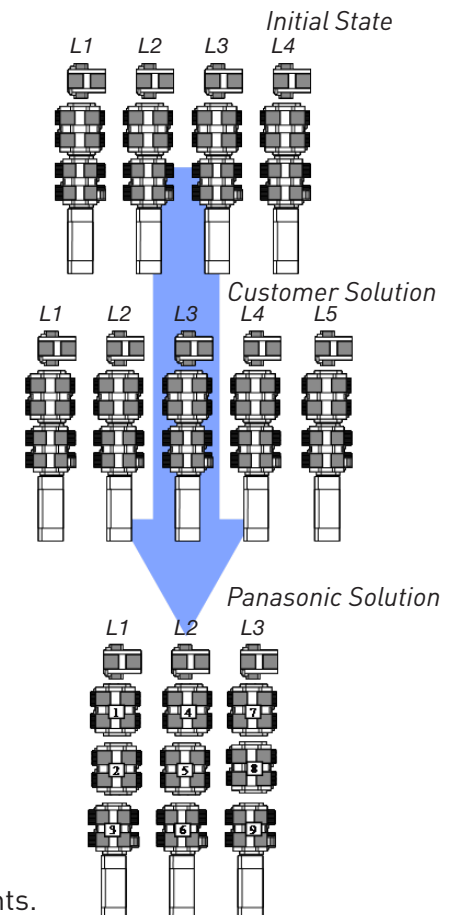 Initial State
L1 L2 L3 L4
Customer Solution
L1 L2 L3 L4 L5
Panasonic Solution
L1 L2 L3
1 4 7
2 5 8
3 6 9
nts.